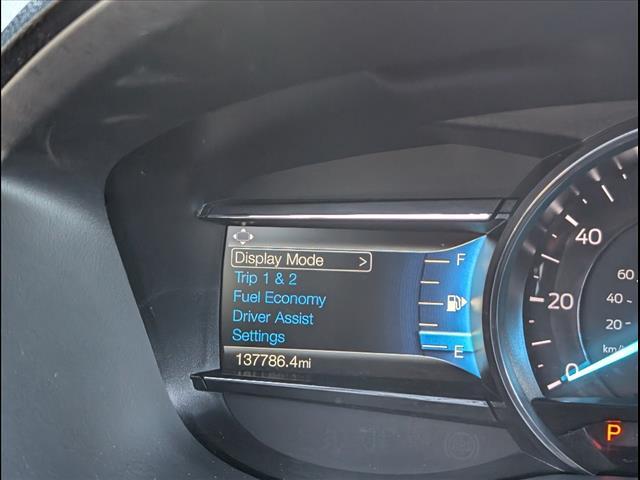 Display Mode >
Trip 1 & 2
Fuel Economy
Driver Assist
Settings
137786.4mi
F
E
40
20
0
60
40
20
km/
P